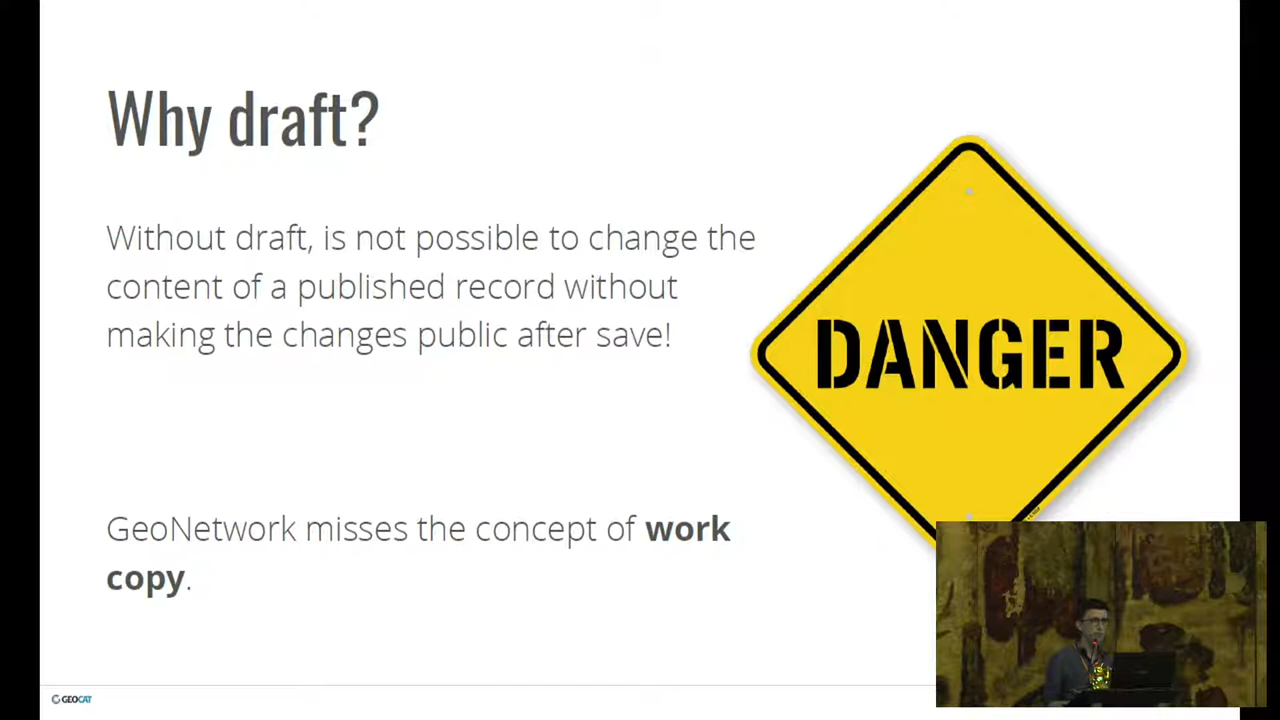 Why draft?
Without draft, is not possible to change the
content of a published record without
making the changes public after save!
DANGER
GeoNetwork misses the concept of work
copy.
GEOCAT